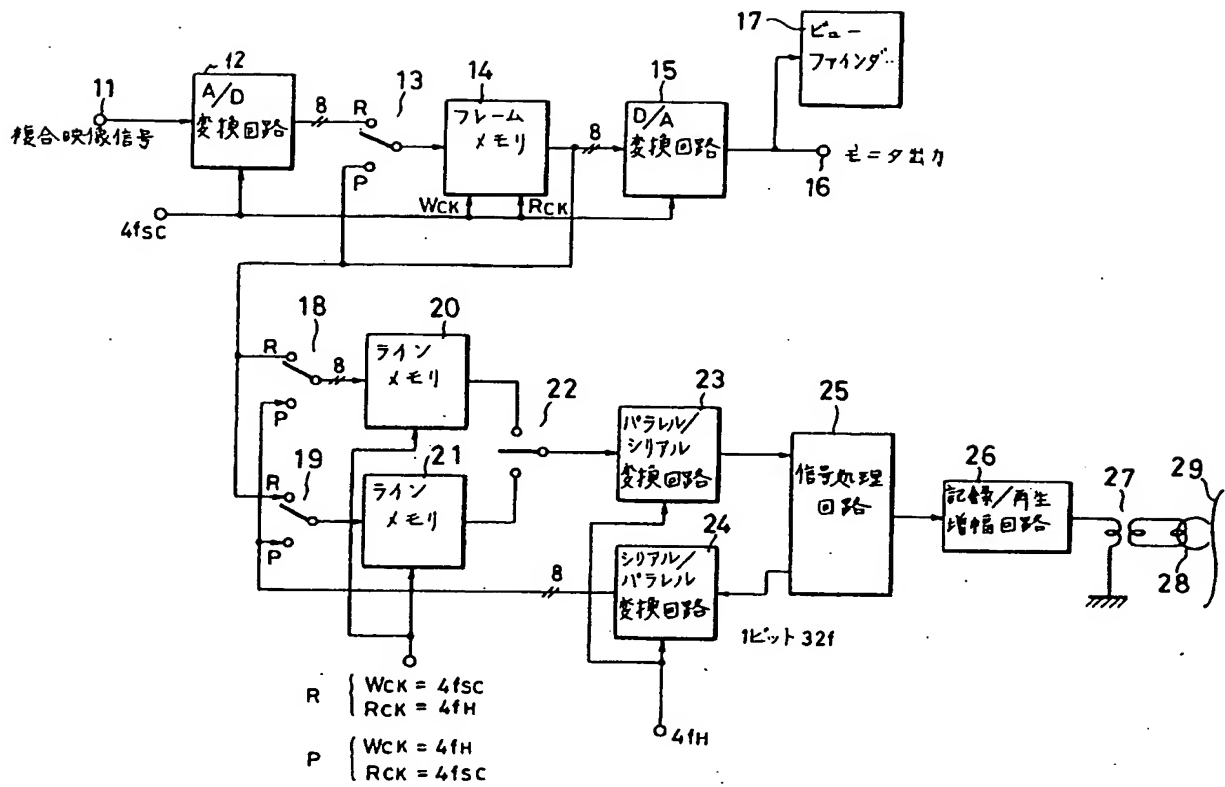 17
ビュー
ファインダ
12
A/D
変換回路
11
複合映像信号
8
R
P
13
14
フレーム
メモリ
WCK
RCK
8
15
D/A
変換回路
16
モニタ出力
4fSC
18
R
8
P
20
ライン
メモリ
19
R
P
21
ライン
メモリ
22
23
パラレル/
シリアル
変換回路
24
シリアル/
パラレル
変換回路
8
25
信号処理
回路
1ビット 32f
26
記録/再生
増幅回路
27
28
29
R { WCK = 4fSC
RCK = 4fH
P { WCK = 4fH
RCK = 4fSC
4fH